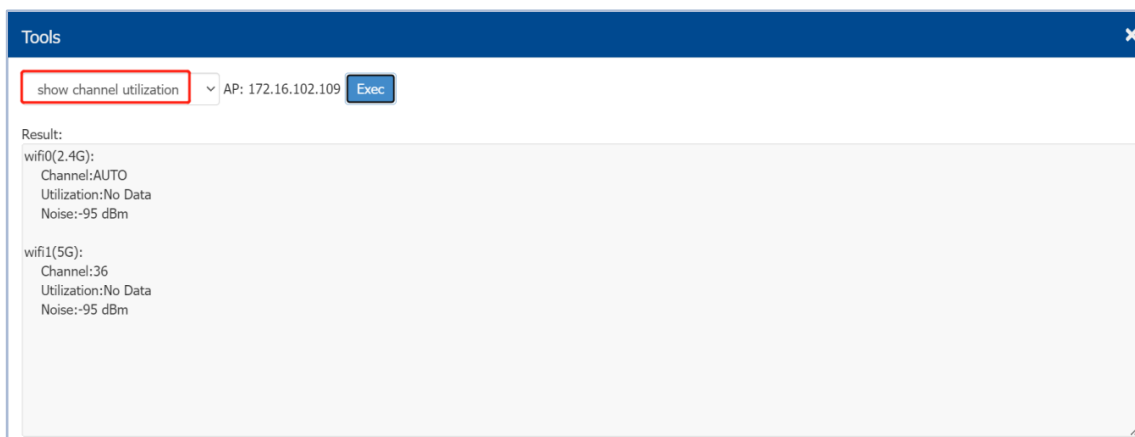 Tools
show channel utilization AP: 172.16.102.109 Exec
Result:
wifi0(2.4G):
Channel:AUTO
Utilization:No Data
Noise:-95 dBm
wifi1(5G):
Channel:36
Utilization:No Data
Noise:-95 dBm